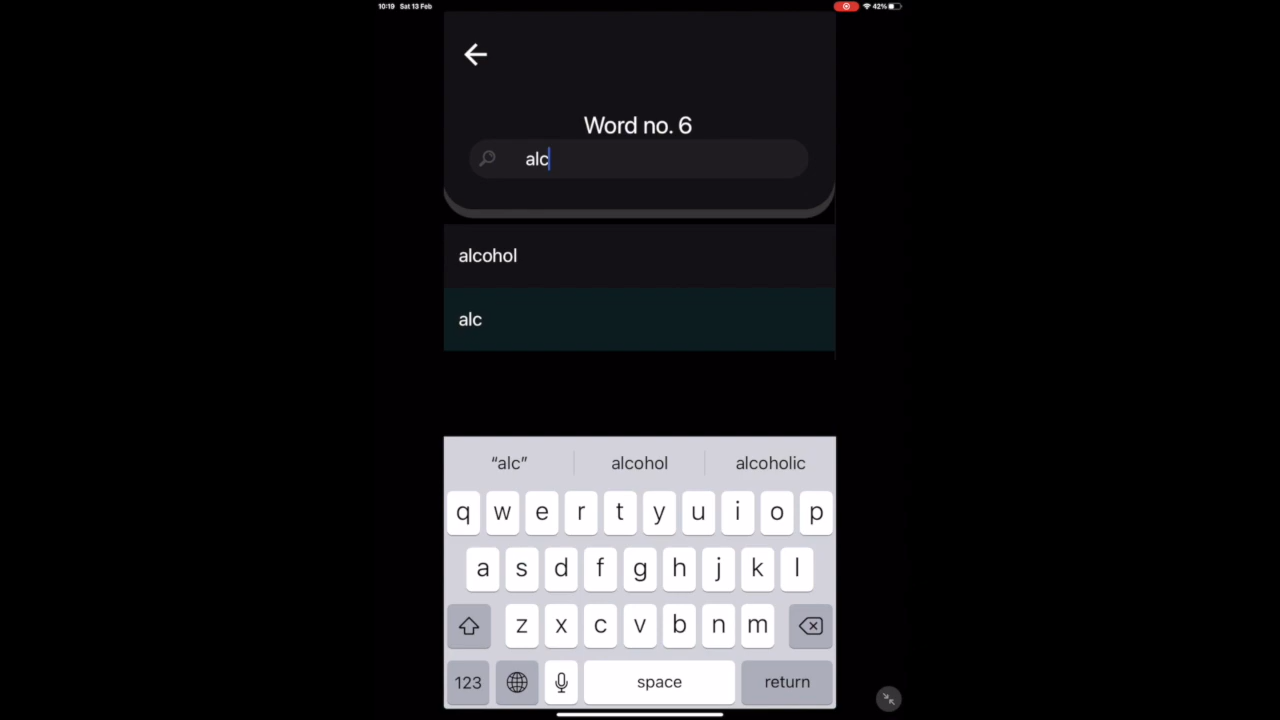 10:19 Sat 13 Feb 42%
Word no. 6
alc
alcohol
alc
“alc” alcohol alcoholic
q w e r t y u i o p
a s d f g h j k l
z x c v b n m
123 space return